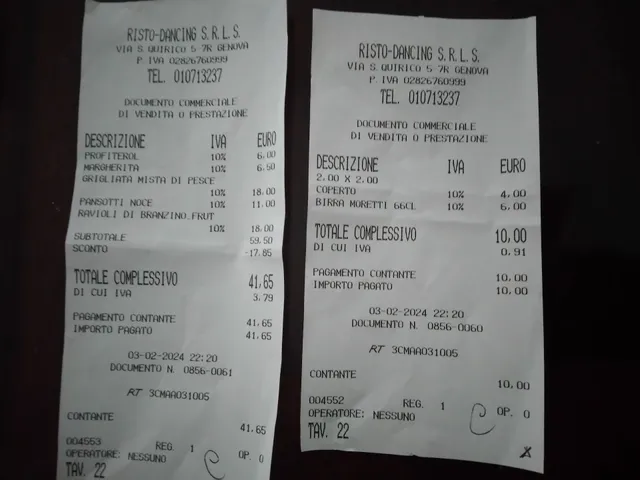 RISTO-DANCING S.R.L.S.
VIA S. QUIRICO 5 7R GENOVA
P. IVA 02826760999
TEL. 010713237
DOCUMENTO COMMERCIALE
DI VENDITA O PRESTAZIONE
DESCRIZIONE IVA EURO
PROFITEROL 10% 6,00
MARGHERITA 10% 6,50
GRIGLIATA MISTA DI PESCE
10% 18,00
PANSOTTI NOCE 10% 11,00
RAVIOLI DI BRANZINO.FRUT
10% 18,00
SUBTOTALE 59,50
SCONTO -17,85
TOTALE COMPLESSIVO 41,65
DI CUI IVA 3,79
PAGAMENTO CONTANTE 41,65
IMPORTO PAGATO 41,65
03-02-2024 22:20
DOCUMENTO N. 0856-0061
RT 3CMAA031005
CONTANTE 41,65
004553 REG. 1
OPERATORE: NESSUNO OP. 0
TAV. 22
RISTO-DANCING S.R.L.S.
VIA S. QUIRICO 5 7R GENOVA
P. IVA 02826760999
TEL. 010713237
DOCUMENTO COMMERCIALE
DI VENDITA O PRESTAZIONE
DESCRIZIONE IVA EURO
2,00 X 2,00
COPERTO 10% 4,00
BIRRA MORETTI 66CL 10% 6,00
TOTALE COMPLESSIVO 10,00
DI CUI IVA 0,91
PAGAMENTO CONTANTE 10,00
IMPORTO PAGATO 10,00
03-02-2024 22:20
DOCUMENTO N. 0856-0060
RT 3CMAA031005
CONTANTE 10,00
004552 REG. 1
OPERATORE: NESSUNO OP. 0
TAV. 22